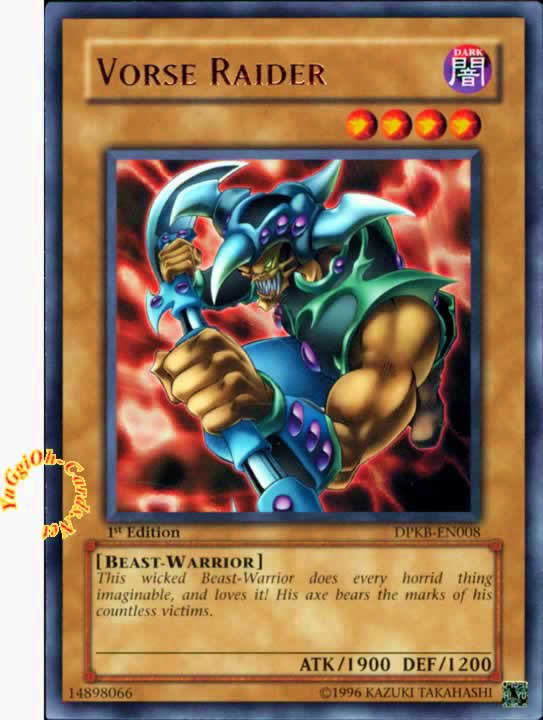 VORSE RAIDER
DARK
闇
1st Edition
DPKB-EN008
[BEAST-WARRIOR]
This wicked Beast-Warrior does every horrid thing
imaginable, and loves it! His axe bears the marks of his
countless victims.
ATK/1900 DEF/1200
14898066
©1996 KAZUKI TAKAHASHI
YuGgiOh-Cards.Net